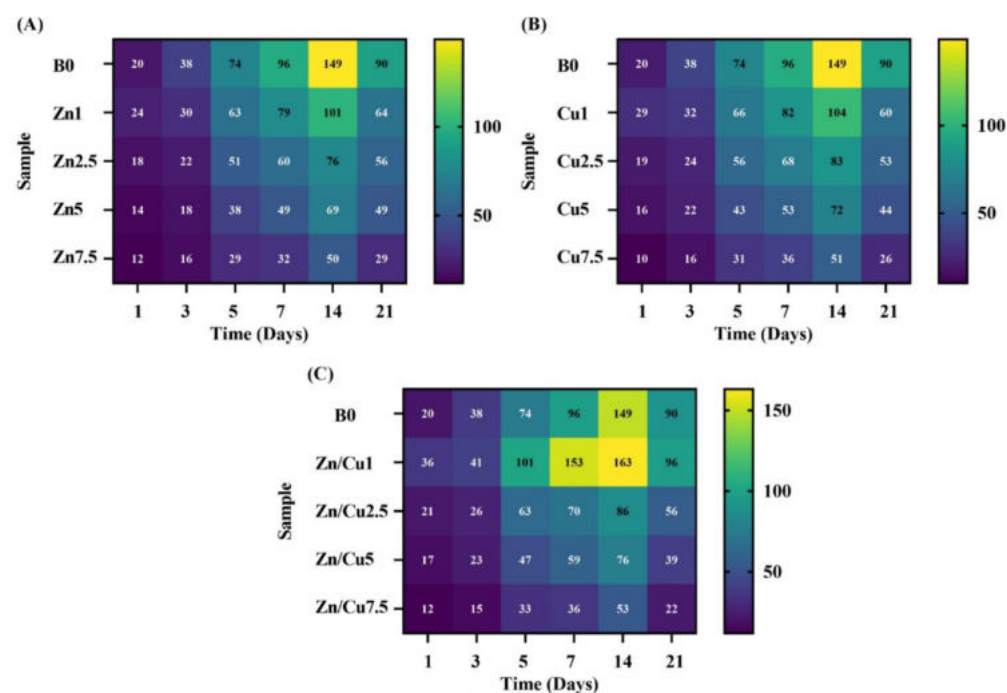 (A)
B0 20 38 74 96 149 90
Zn1 24 30 63 79 101 64
Zn2.5 18 22 51 60 76 56
Zn5 14 18 38 49 69 49
Zn7.5 12 16 29 32 50 29
1 3 5 7 14 21
Time (Days)
Sample
100
50
(B)
B0 20 38 74 96 149 90
Cu1 29 32 66 82 104 60
Cu2.5 19 24 56 68 83 53
Cu5 16 22 43 53 72 44
Cu7.5 10 16 31 36 51 26
1 3 5 7 14 21
Time (Days)
Sample
100
50
(C)
B0 20 38 74 96 149 90
Zn/Cu1 36 41 101 153 163 96
Zn/Cu2.5 21 26 63 70 86 56
Zn/Cu5 17 23 47 59 76 39
Zn/Cu7.5 12 15 33 36 53 22
1 3 5 7 14 21
Time (Days)
Sample
150
100
50